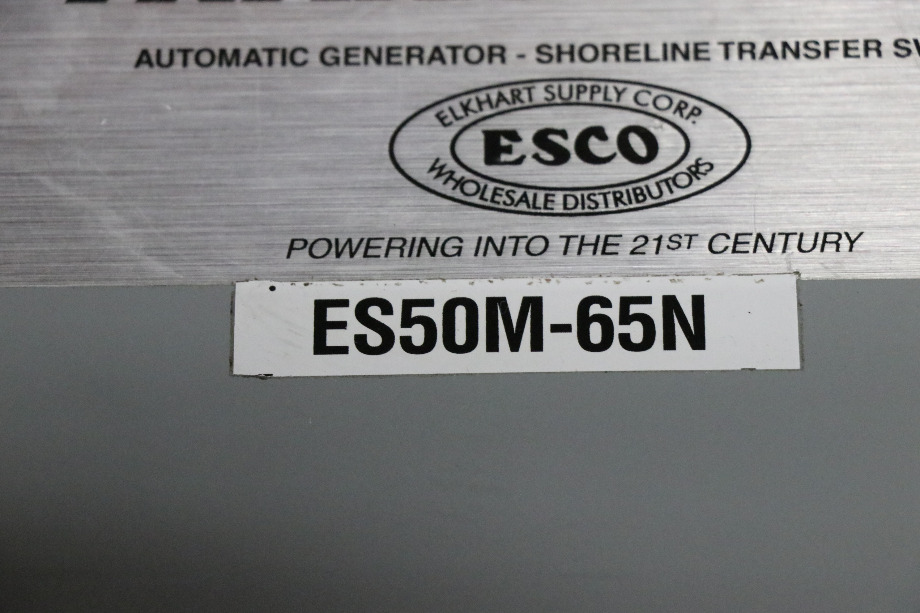 AUTOMATIC GENERATOR - SHORELINE TRANSFER
ELKHART SUPPLY CORP.
ESCO
WHOLESALE DISTRIBUTORS
POWERING INTO THE 21ST CENTURY
ES50M-65N